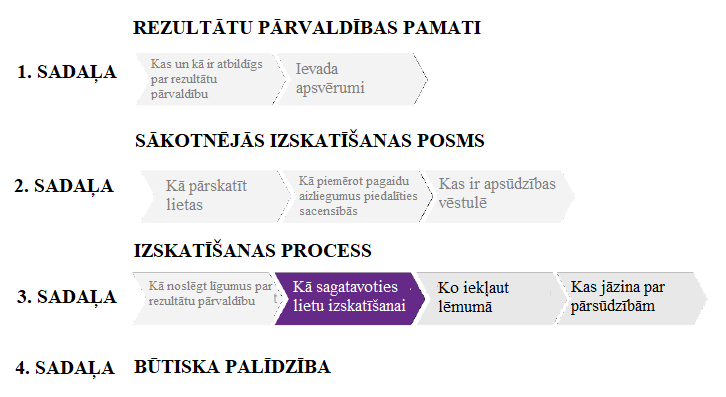 REZULTĀTU PĀRVALDĪBAS PAMATI
1. SADAĻA
Kas un kā ir atbildīgs
par rezultātu
pārvaldību
Ievada
apsvērumi
SĀKOTNĒJĀS IZSKATĪŠANAS POSMS
2. SADAĻA
Kā pārskatīt
lietas
Kā piemērot pagaidu
aizliegumus piedalīties
sacensībās
Kas ir apsūdzības
vēstulē
IZSKATĪŠANAS PROCESS
3. SADAĻA
Kā noslēgt līgumus par
rezultātu pārvaldību
Kā sagatavoties
lietu izskatīšanai
Ko iekļaut
lēmumā
Kas jāzina par
pārsūdzībām
4. SADAĻA
BŪTISKA PALĪDZĪBA